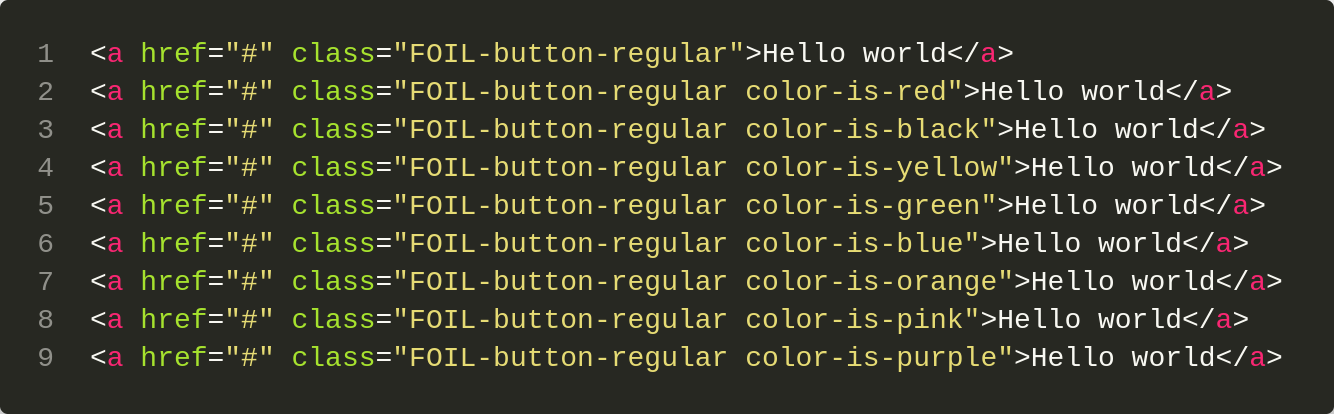 1 <a href="#" class="FOIL-button-regular">Hello world</a>
2 <a href="#" class="FOIL-button-regular color-is-red">Hello world</a>
3 <a href="#" class="FOIL-button-regular color-is-black">Hello world</a>
4 <a href="#" class="FOIL-button-regular color-is-yellow">Hello world</a>
5 <a href="#" class="FOIL-button-regular color-is-green">Hello world</a>
6 <a href="#" class="FOIL-button-regular color-is-blue">Hello world</a>
7 <a href="#" class="FOIL-button-regular color-is-orange">Hello world</a>
8 <a href="#" class="FOIL-button-regular color-is-pink">Hello world</a>
9 <a href="#" class="FOIL-button-regular color-is-purple">Hello world</a>